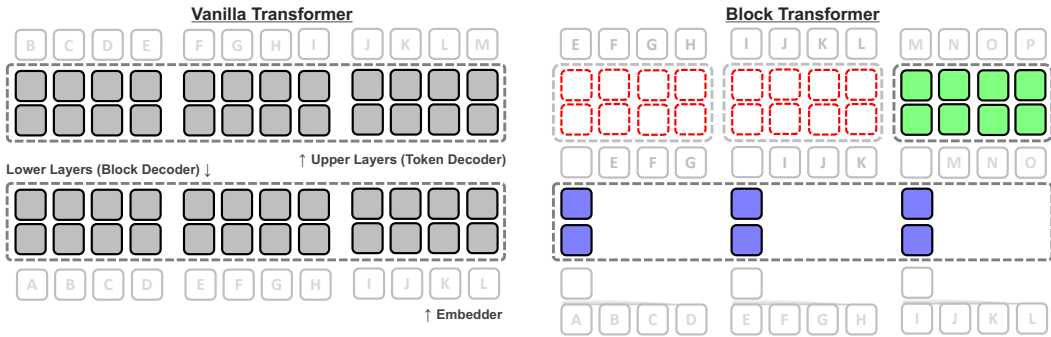 Vanilla Transformer
B C D E F G H I J K L M
↑ Upper Layers (Token Decoder)
Lower Layers (Block Decoder) ↓
A B C D E F G H I J K L
↑ Embedder
Block Transformer
E F G H I J K L M N O P
E F G I J K M N O
A B C D E F G H I J K L